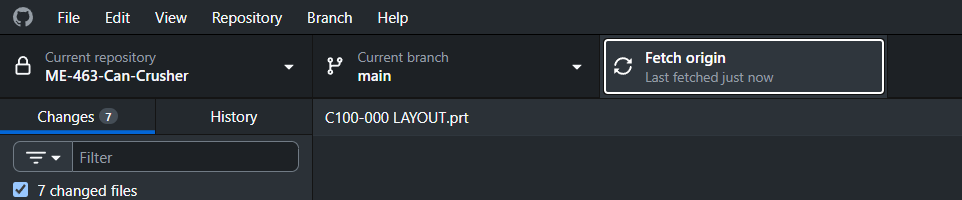 File Edit View Repository Branch Help
Current repository
ME-463-Can-Crusher
Current branch
main
Fetch origin
Last fetched just now
Changes 7
History
C100-000 LAYOUT.prt
Filter
7 changed files